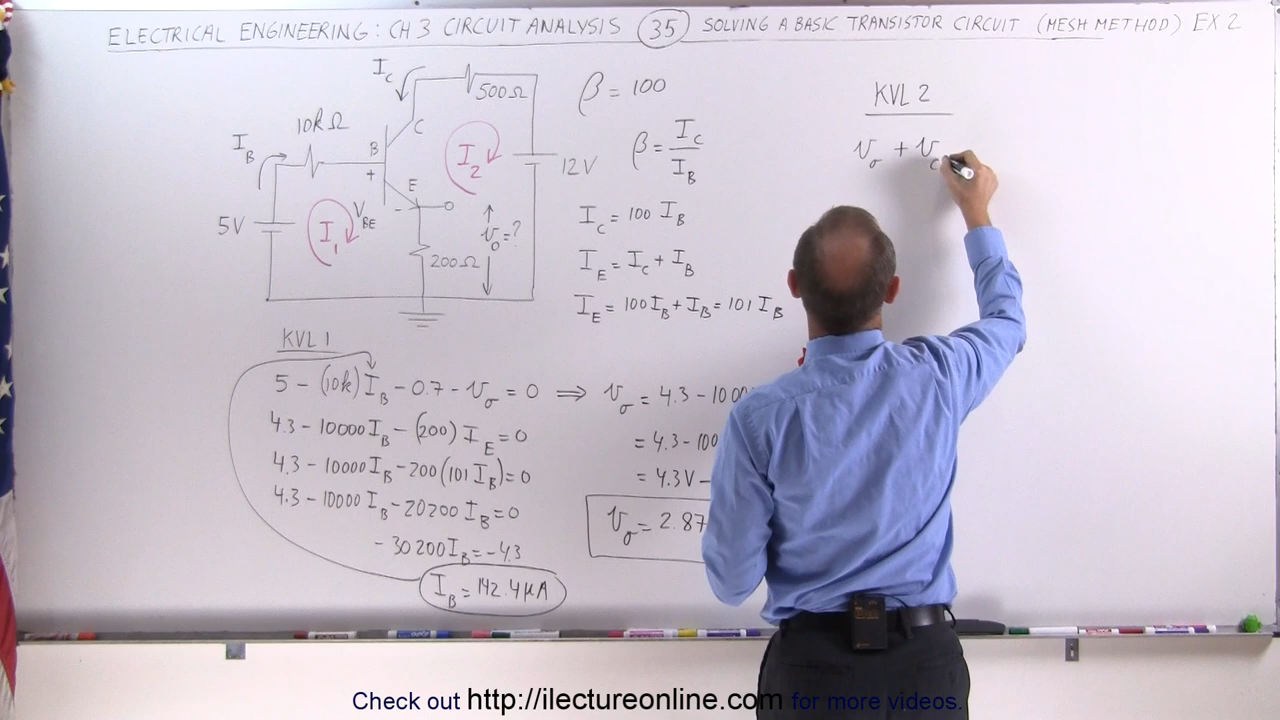 ELECTRICAL ENGINEERING: CH 3 CIRCUIT ANALYSIS 35 SOLVING A BASIC TRANSISTOR CIRCUIT (MESH METHOD) EX 2
I_C
500Ω
10kΩ
I_B
B
C
+
E
-
V_BE
5V
I_1
I_2
12V
v_o=?
200Ω
β = 100
β = I_C / I_B
I_C = 100 I_B
I_E = I_C + I_B
I_E = 100 I_B + I_B = 101 I_B
KVL 1
5 - (10k) I_B - 0.7 - v_o = 0 ⇒ v_o = 4.3 - 1000
4.3 - 10000 I_B - (200) I_E = 0
= 4.3 - 100
4.3 - 10000 I_B - 200 (101 I_B) = 0
= 4.3V -
4.3 - 10000 I_B - 20200 I_B = 0
v_o = 2.87
- 30200 I_B = -4.3
I_B = 142.4 μA
KVL 2
v_o + v_c
Check out http://ilectureonline.com for more videos.